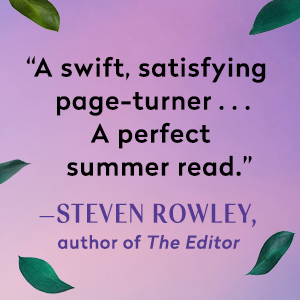 “A swift, satisfying
page-turner . . .
A perfect
summer read.”
—STEVEN ROWLEY,
author of The Editor